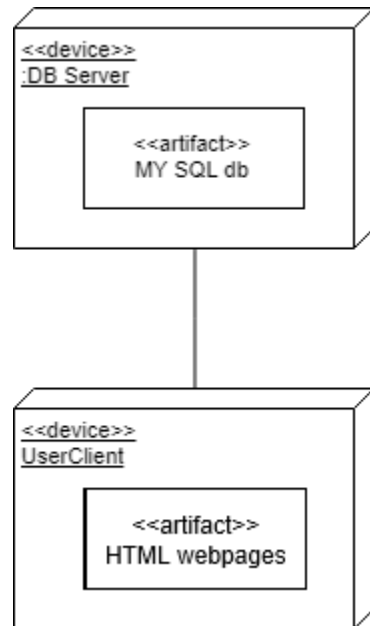 <<device>>
:DB Server
<<artifact>>
MY SQL db
<<device>>
UserClient
<<artifact>>
HTML webpages